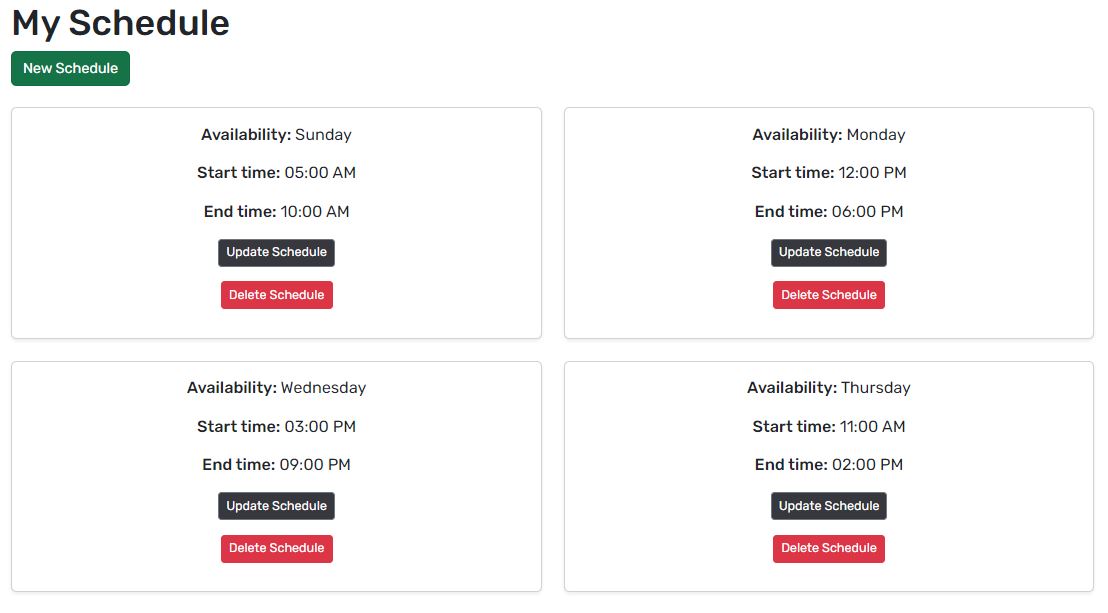 My Schedule
New Schedule
Availability: Sunday
Start time: 05:00 AM
End time: 10:00 AM
Update Schedule
Delete Schedule
Availability: Monday
Start time: 12:00 PM
End time: 06:00 PM
Update Schedule
Delete Schedule
Availability: Wednesday
Start time: 03:00 PM
End time: 09:00 PM
Update Schedule
Delete Schedule
Availability: Thursday
Start time: 11:00 AM
End time: 02:00 PM
Update Schedule
Delete Schedule